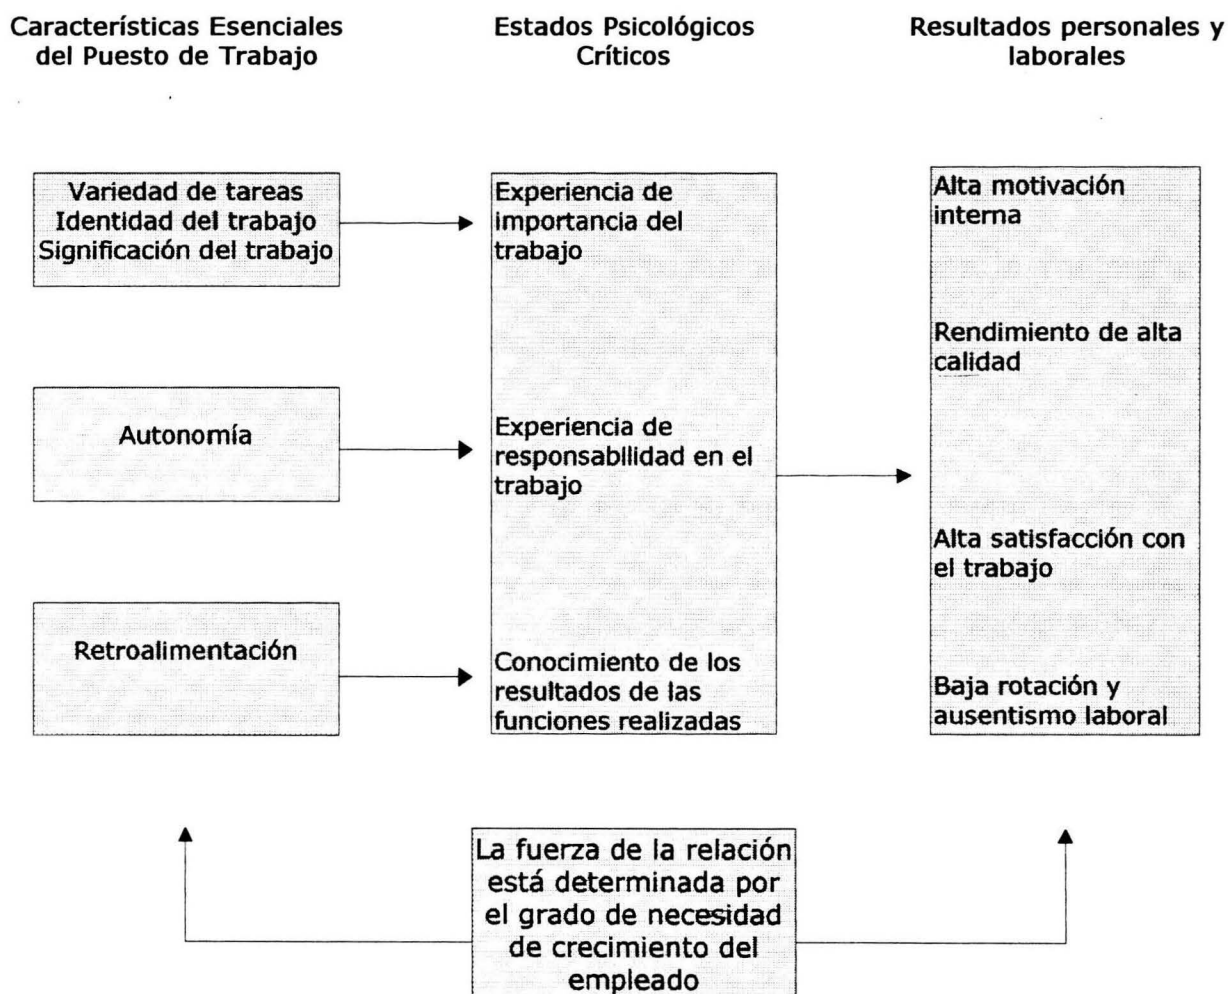 Características Esenciales
del Puesto de Trabajo
Estados Psicológicos
Críticos
Resultados personales y
laborales
Variedad de tareas
Identidad del trabajo
Significación del trabajo
Experiencia de
importancia del
trabajo
Alta motivación
interna
Rendimiento de alta
calidad
Autonomía
Experiencia de
responsabilidad en el
trabajo
Alta satisfacción con
el trabajo
Retroalimentación
Conocimiento de los
resultados de las
funciones realizadas
Baja rotación y
ausentismo laboral
La fuerza de la relación
está determinada por
el grado de necesidad
de crecimiento del
empleado